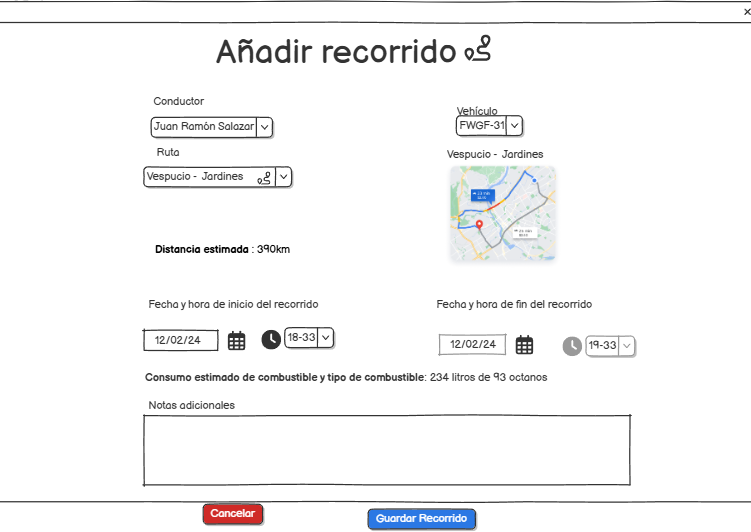 ×
Añadir recorrido
Conductor
Vehículo
Juan Ramón Salazar
FWGF-31
Ruta
Vespucio - Jardines
Vespucio - Jardines
Distancia estimada : 390km
Fecha y hora de inicio del recorrido
Fecha y hora de fin del recorrido
12/02/24
18-33
12/02/24
19-33
Consumo estimado de combustible y tipo de combustible: 234 litros de 93 octanos
Notas adicionales
Cancelar
Guardar Recorrido